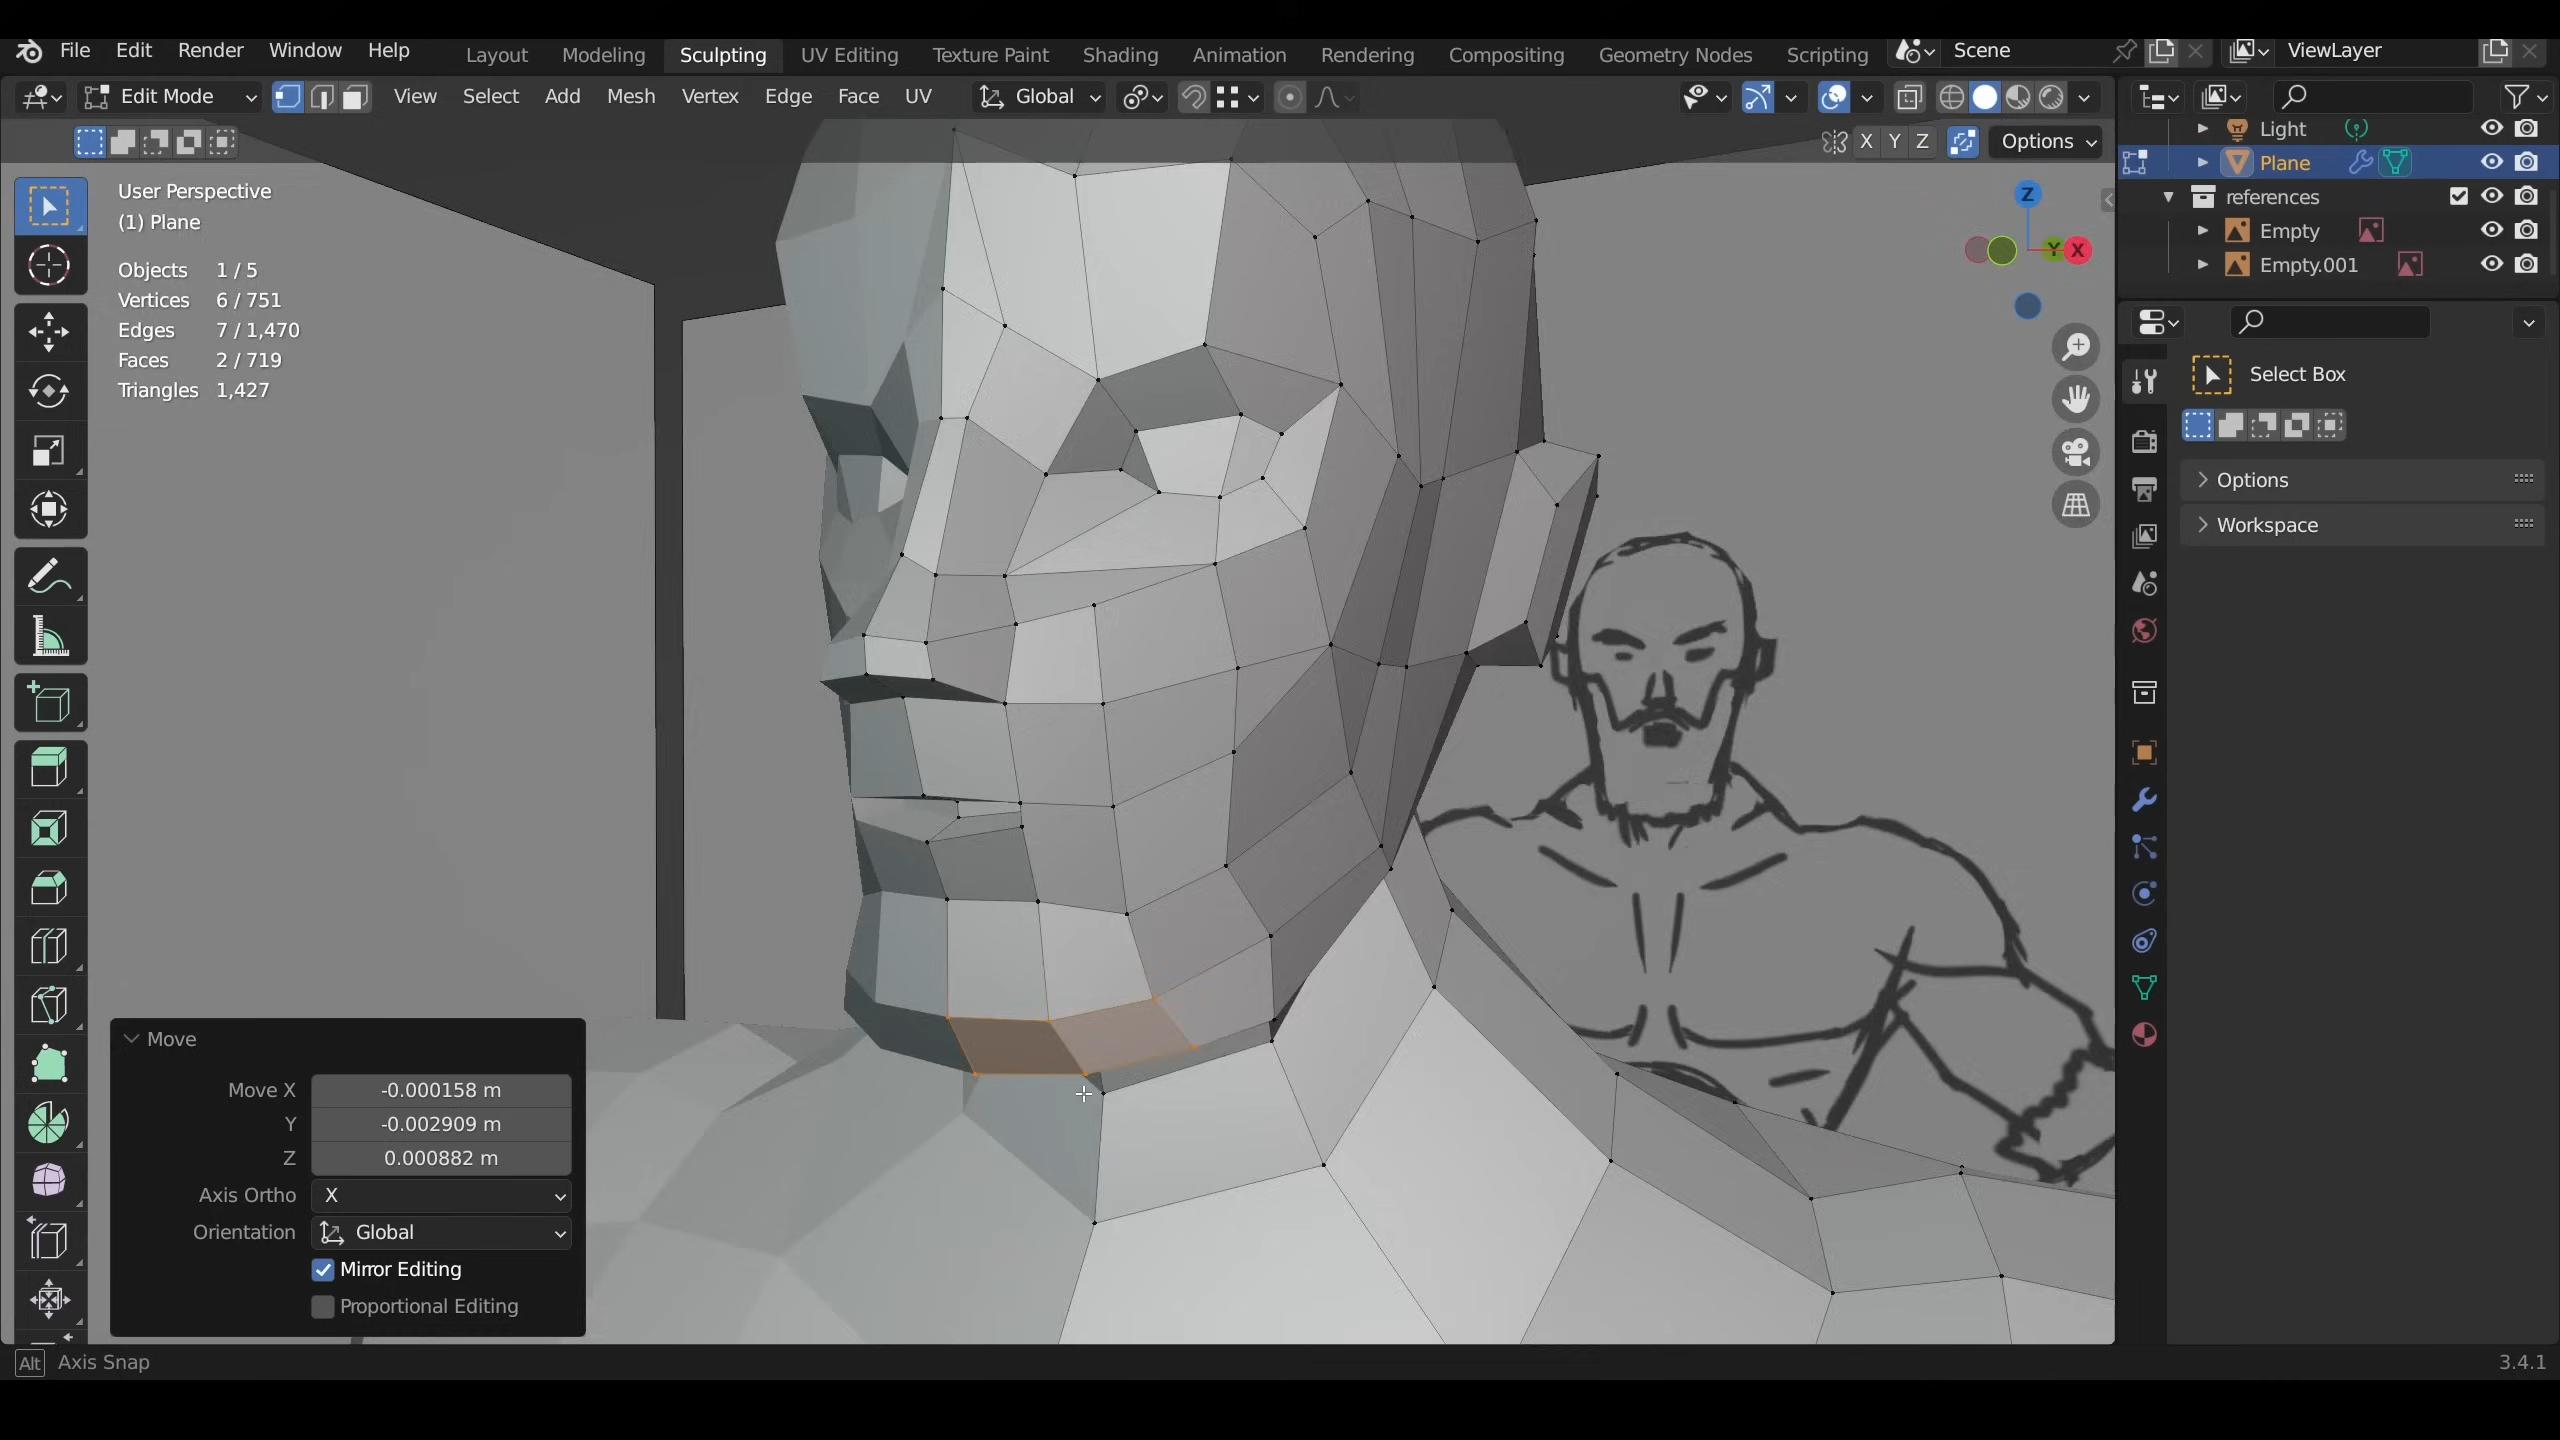 File Edit Render Window Help Layout Modeling Sculpting UV Editing Texture Paint Shading Animation Rendering Compositing Geometry Nodes Scripting Scene ViewLayer
Edit Mode View Select Add Mesh Vertex Edge Face UV Global
X Y Z Options
Light
Plane
references
Empty
Empty.001
User Perspective
(1) Plane
Objects 1 / 5
Vertices 6 / 751
Edges 7 / 1,470
Faces 2 / 719
Triangles 1,427
Z
Y X
Select Box
Options
Workspace
Move
Move X -0.000158 m
Y -0.002909 m
Z 0.000882 m
Axis Ortho X
Orientation Global
Mirror Editing
Proportional Editing
Alt Axis Snap 3.4.1